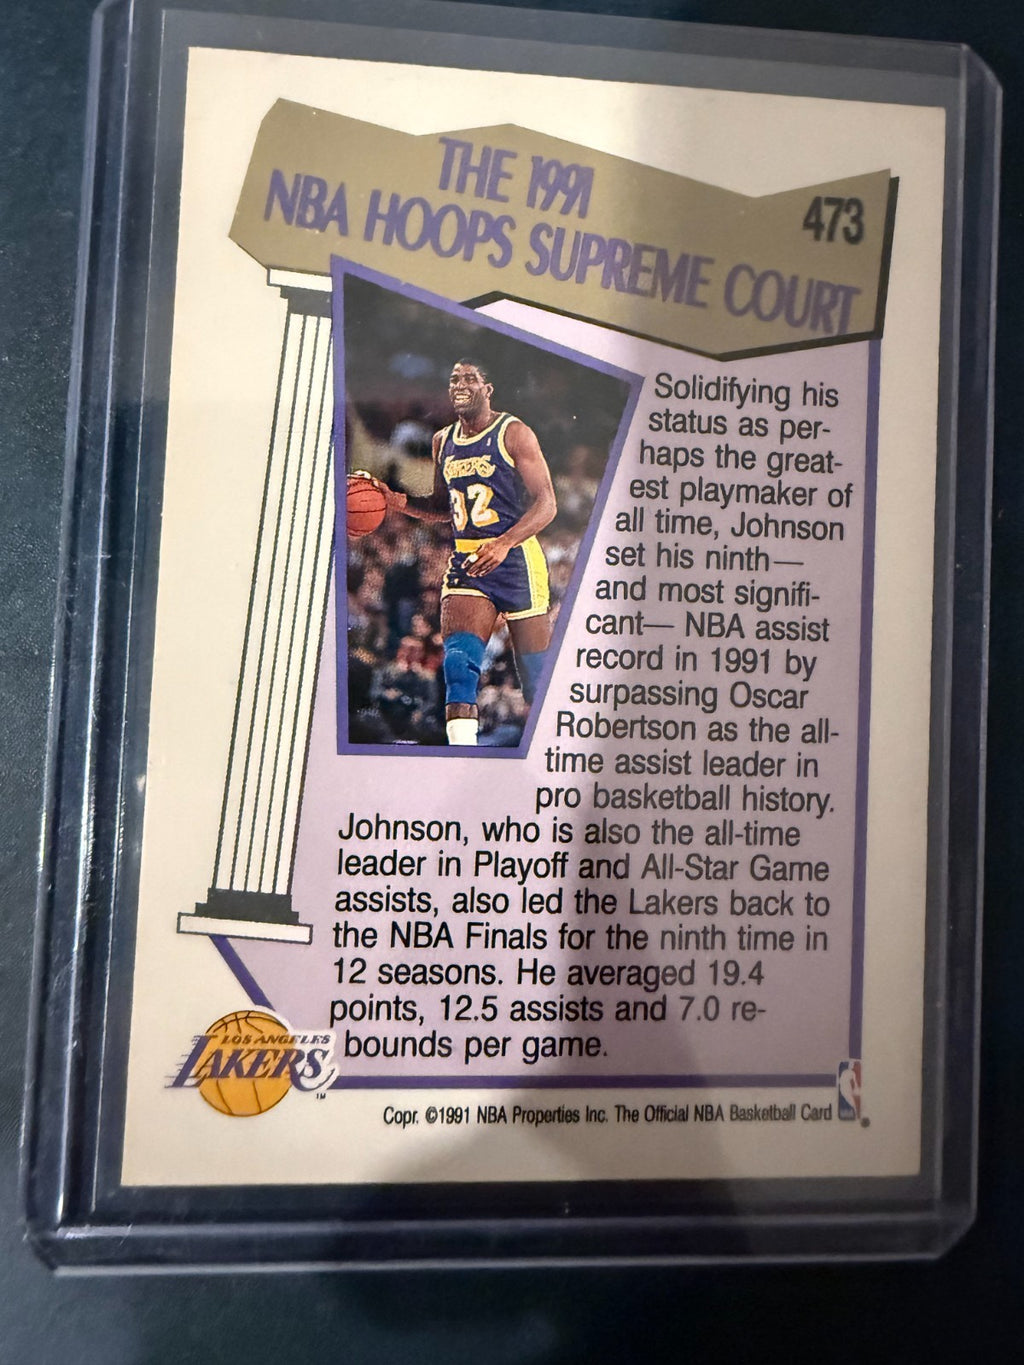 THE 1991
NBA HOOPS SUPREME COURT
473
LAKERS
32
Solidifying his
status as per-
haps the great-
est playmaker of
all time, Johnson
set his ninth—
and most signifi-
cant— NBA assist
record in 1991 by
surpassing Oscar
Robertson as the all-
time assist leader in
pro basketball history.
Johnson, who is also the all-time
leader in Playoff and All-Star Game
assists, also led the Lakers back to
the NBA Finals for the ninth time in
12 seasons. He averaged 19.4
points, 12.5 assists and 7.0 re-
bounds per game.
LOS ANGELES
LAKERS
TM
Copr. ©1991 NBA Properties Inc. The Official NBA Basketball Card
NBA
®